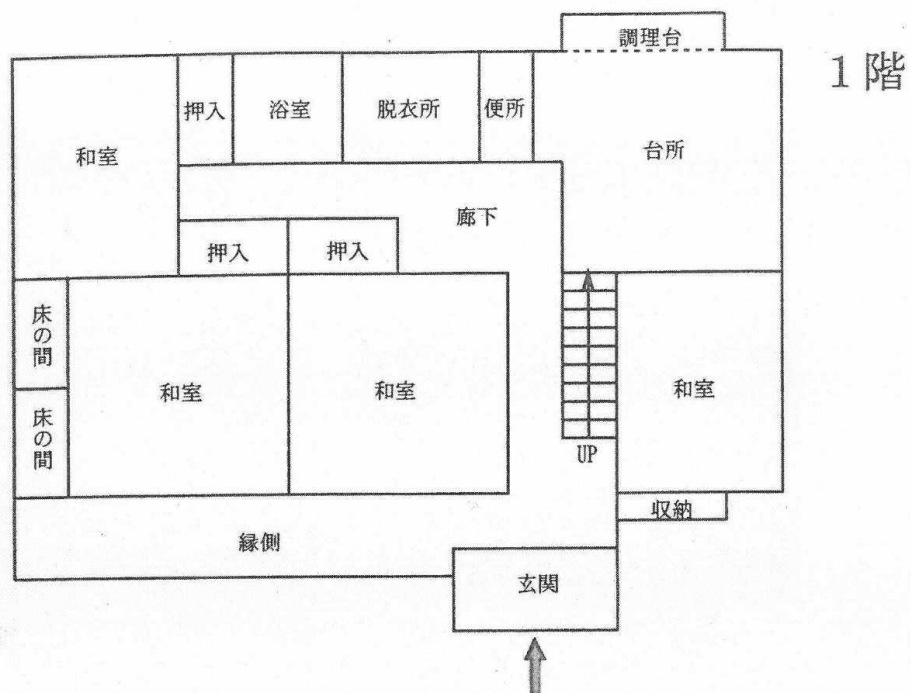 調理台
1階
押入
浴室
脱衣所
便所
和室
台所
廊下
押入
押入
床の間
和室
和室
和室
床の間
UP
収納
縁側
玄関